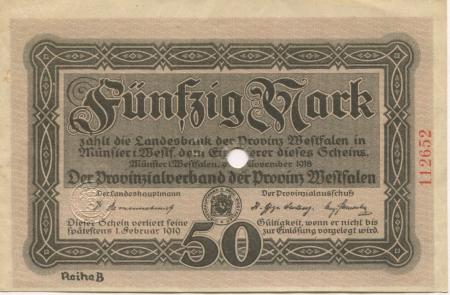 Fünfzig Mark
zahlt die Landesbank der Provinz Westfalen in
Münster i. Westf. dem Einlieferer dieses Scheins.
Münster i. Westfalen, November 1918
Der Provinzialverband der Provinz Westfalen
Der Landeshauptmann
Der Provinzialausschuß
Dieser Schein verliert seine
spätestens 1. Februar 1919
Gültigkeit, wenn er nicht bis
zur Einlösung vorgelegt wird.
50
Reihe B
112652